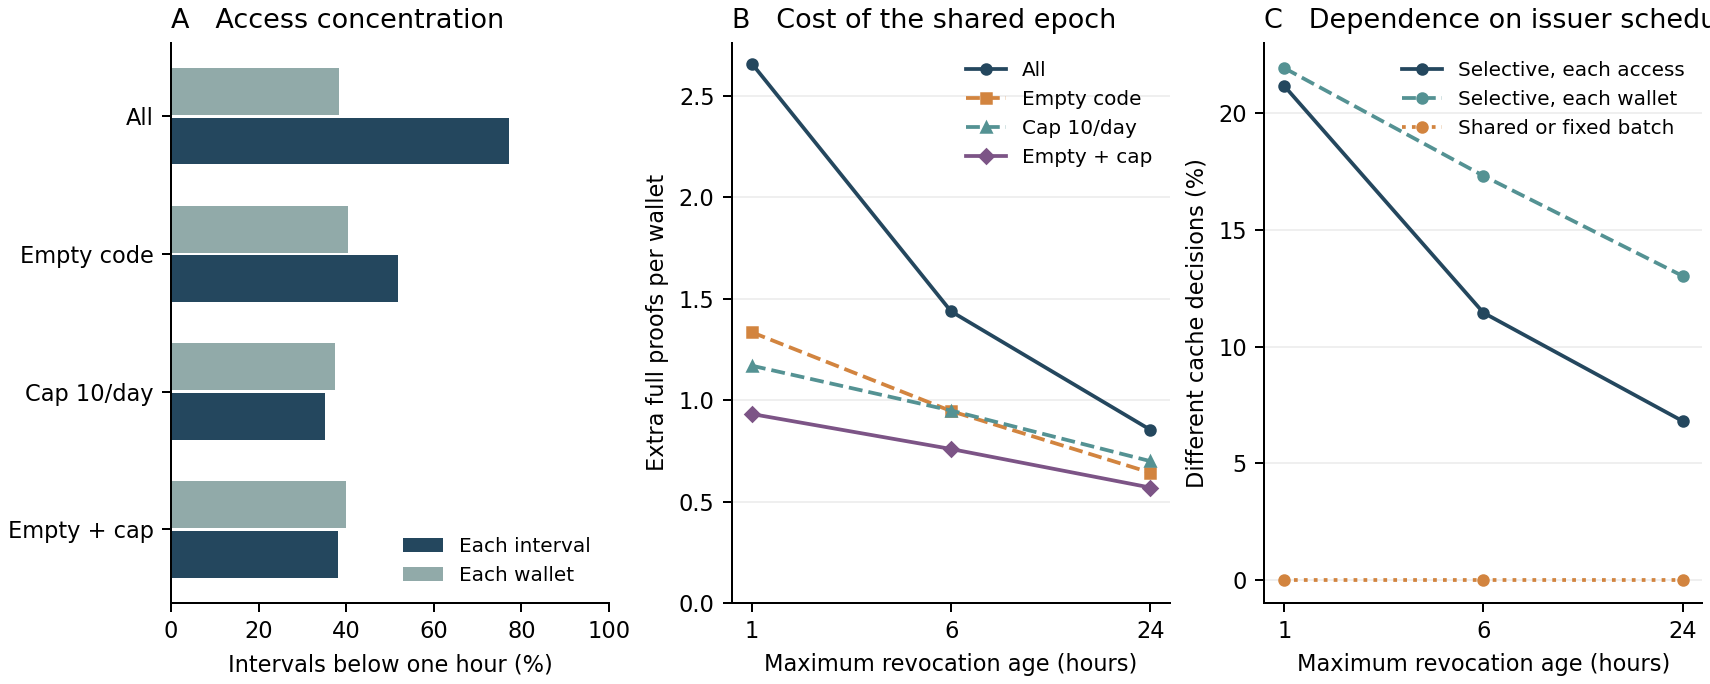 A Access concentration
All
Empty code
Cap 10/day
Empty + cap
Each interval
Each wallet
0 20 40 60 80 100
Intervals below one hour (%)
B Cost of the shared epoch
Extra full proofs per wallet
2.5
2.0
1.5
1.0
0.5
0.0
All
Empty code
Cap 10/day
Empty + cap
1 6 24
Maximum revocation age (hours)
C Dependence on issuer schedu
Different cache decisions (%)
20
15
10
5
0
Selective, each access
Selective, each wallet
Shared or fixed batch
1 6 24
Maximum revocation age (hours)